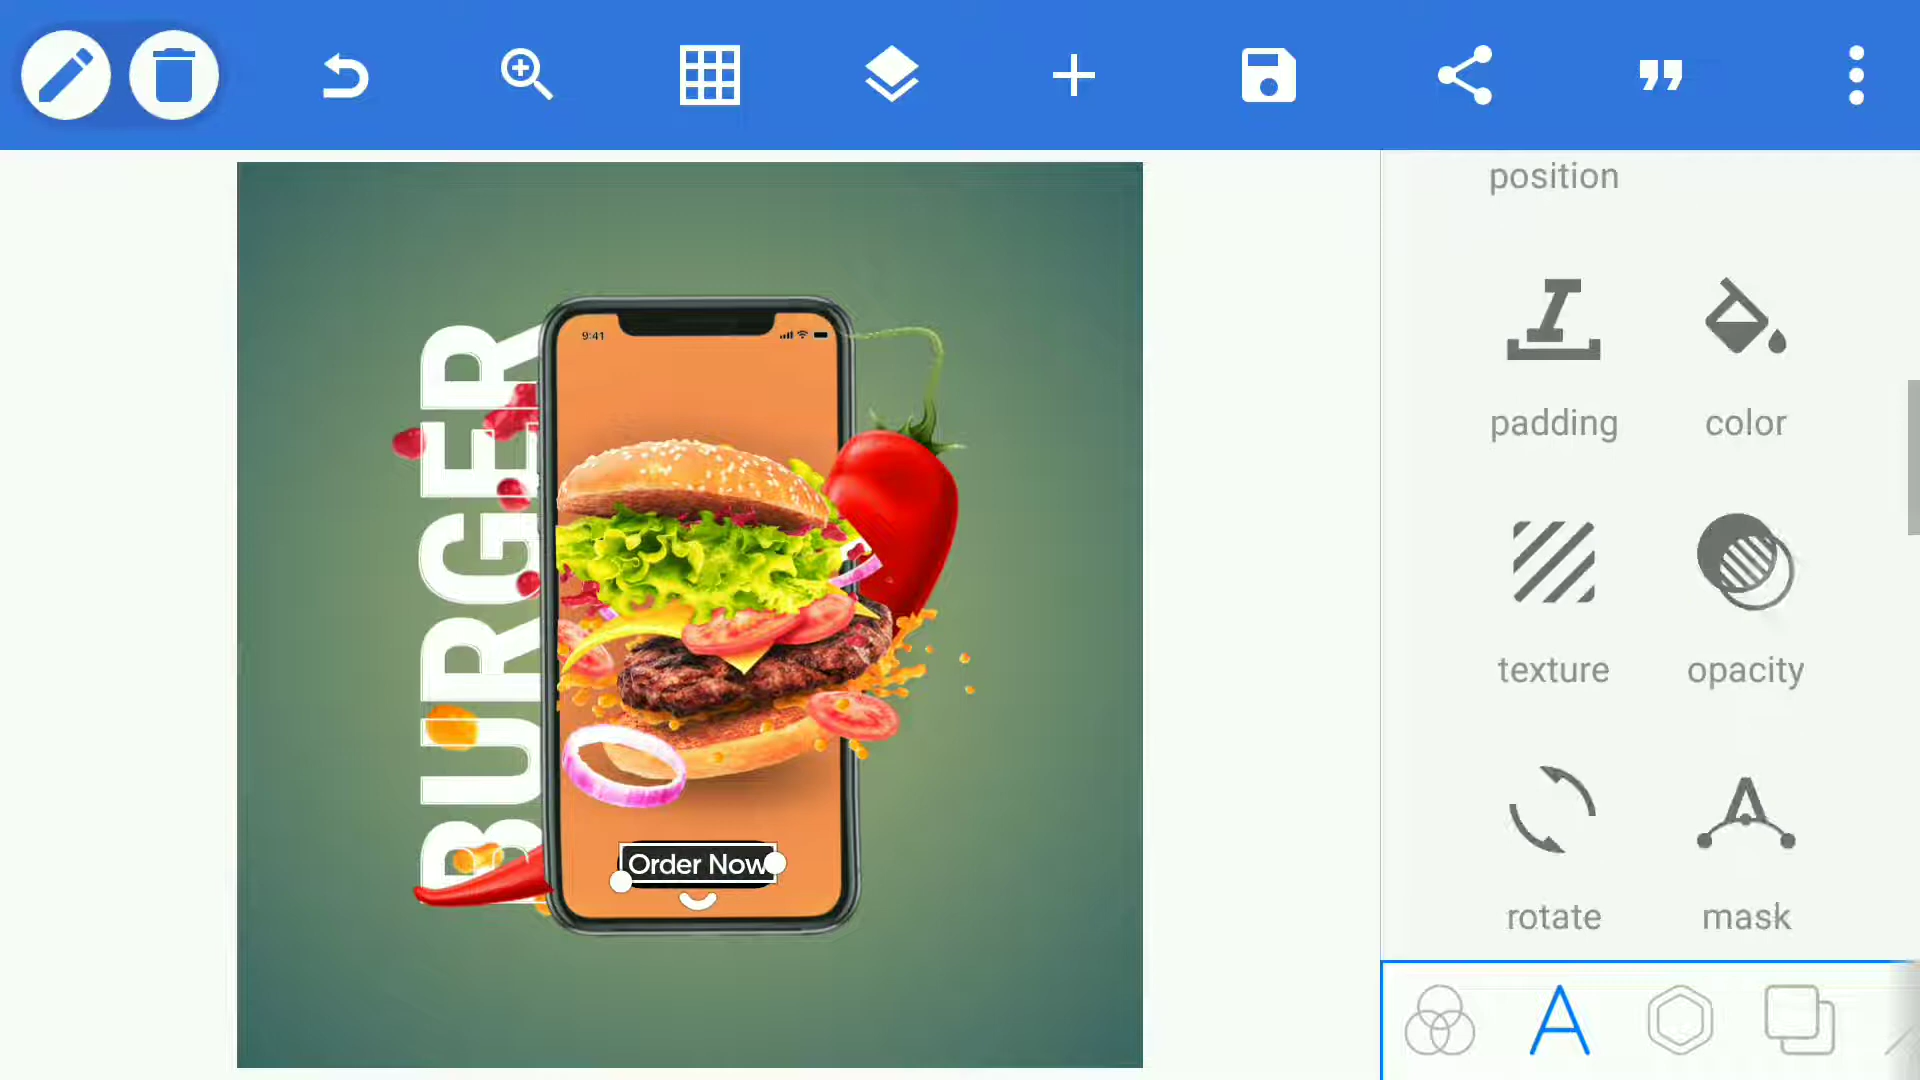 position
padding
color
texture
opacity
rotate
mask
9:41
BURGER
Order Now
A